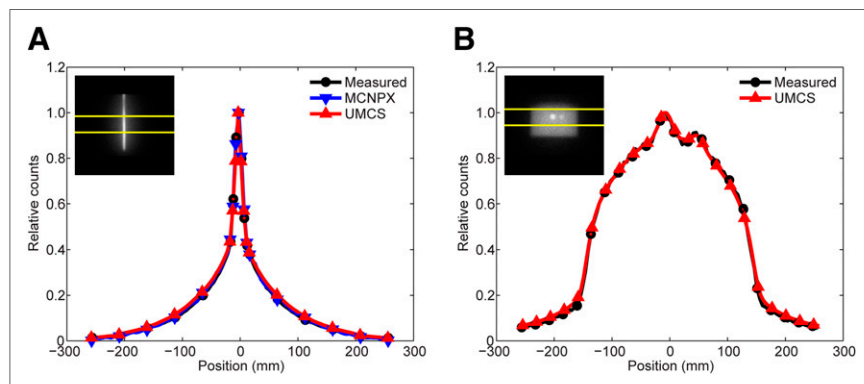 A
B
1.2
1.0
0.8
0.6
0.4
0.2
0
Relative counts
Measured
MCNPX
UMCS
−300 −200 −100 0 100 200 300
Position (mm)
1.2
1.0
0.8
0.6
0.4
0.2
0
Relative counts
Measured
UMCS
−300 −200 −100 0 100 200 300
Position (mm)